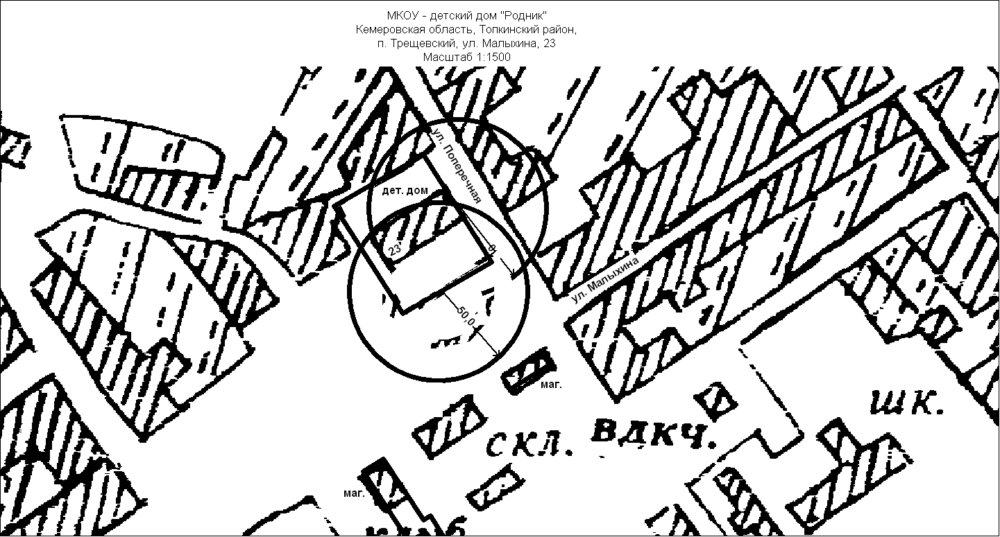 МКОУ - детский дом "Родник"
Кемеровская область, Топкинский район,
п. Трещевский, ул. Малыхина, 23
Масштаб 1:1500
ул. Поперечная
дет. дом
23
ул. Малыхина
50,0
маг.
шк.
скл.
вдкч.
маг.